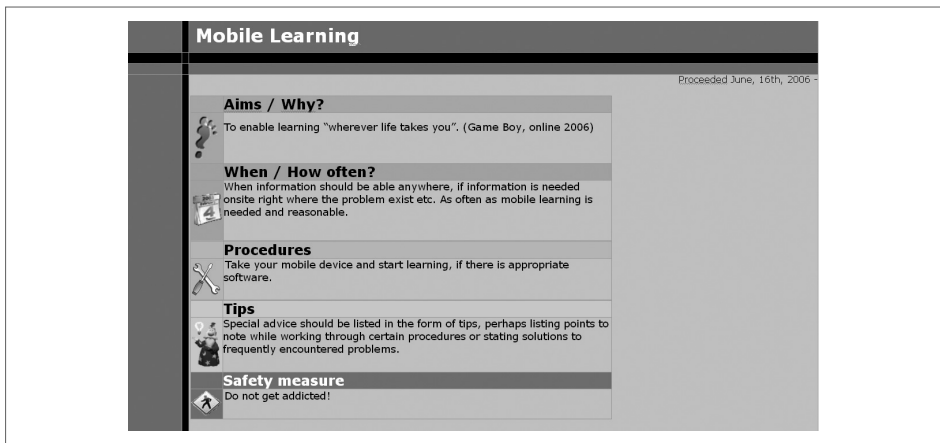 Mobile Learning
Proceeded June, 16th, 2006 -
Aims / Why?
To enable learning “wherever life takes you”. (Game Boy, online 2006)
When / How often?
When information should be able anywhere, if information is needed
onsite right where the problem exist etc. As often as mobile learning is
needed and reasonable.
4
Procedures
Take your mobile device and start learning, if there is appropriate
software.
Tips
Special advice should be listed in the form of tips, perhaps listing points to
note while working through certain procedures or stating solutions to
frequently encountered problems.
Safety measure
Do not get addicted!